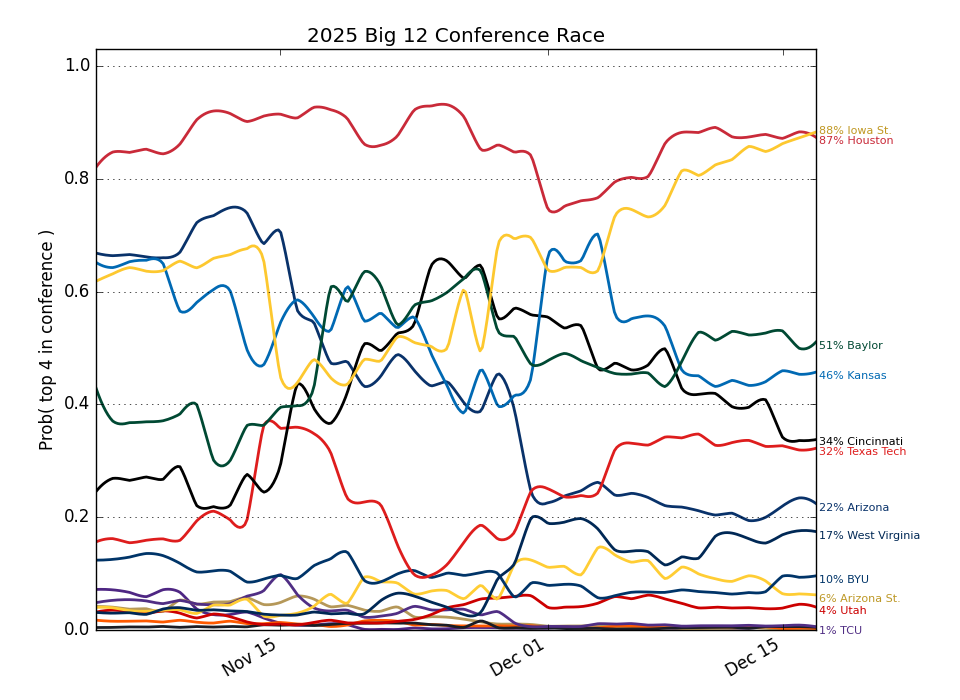 2025 Big 12 Conference Race
Prob( top 4 in conference )
1.0
0.8
0.6
0.4
0.2
0.0
Nov 15
Dec 01
Dec 15
88% Iowa St.
87% Houston
51% Baylor
46% Kansas
34% Cincinnati
32% Texas Tech
22% Arizona
17% West Virginia
10% BYU
6% Arizona St.
4% Utah
1% TCU